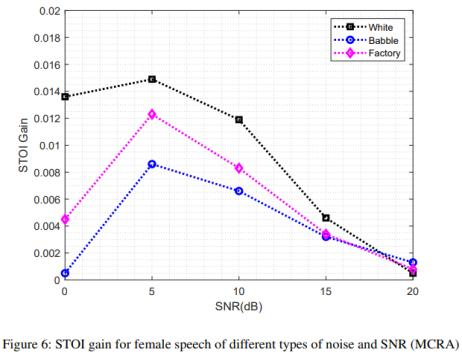 0.02
0.018
0.016
0.014
0.012
0.01
0.008
0.006
0.004
0.002
0
STOI Gain
White
Babble
Factory
0 5 10 15 20
SNR(dB)
Figure 6: STOI gain for female speech of different types of noise and SNR (MCRA)